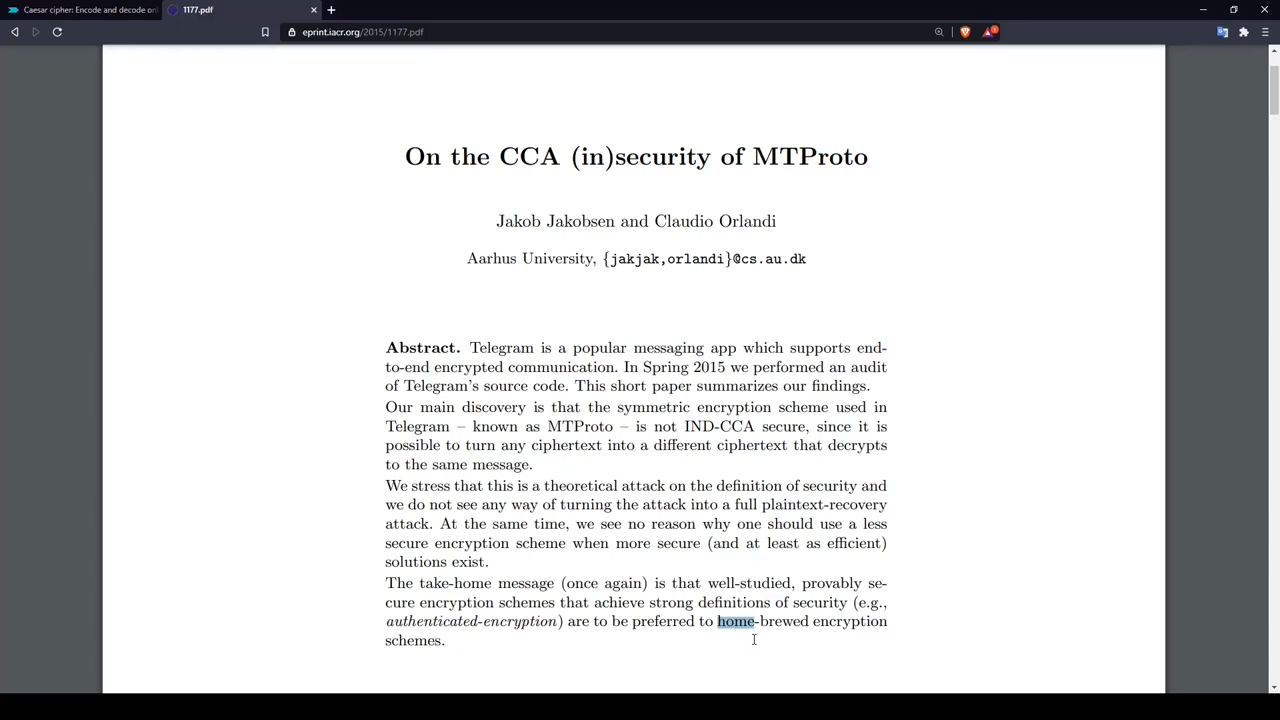 Caesar cipher: Encode and decode onl
1177.pdf
eprint.iacr.org/2015/1177.pdf
On the CCA (in)security of MTProto
Jakob Jakobsen and Claudio Orlandi
Aarhus University, {jakjak,orlandi}@cs.au.dk
Abstract. Telegram is a popular messaging app which supports end-
to-end encrypted communication. In Spring 2015 we performed an audit
of Telegram's source code. This short paper summarizes our findings.
Our main discovery is that the symmetric encryption scheme used in
Telegram – known as MTProto – is not IND-CCA secure, since it is
possible to turn any ciphertext into a different ciphertext that decrypts
to the same message.
We stress that this is a theoretical attack on the definition of security and
we do not see any way of turning the attack into a full plaintext-recovery
attack. At the same time, we see no reason why one should use a less
secure encryption scheme when more secure (and at least as efficient)
solutions exist.
The take-home message (once again) is that well-studied, provably se-
cure encryption schemes that achieve strong definitions of security (e.g.,
authenticated-encryption) are to be preferred to home-brewed encryption
schemes.